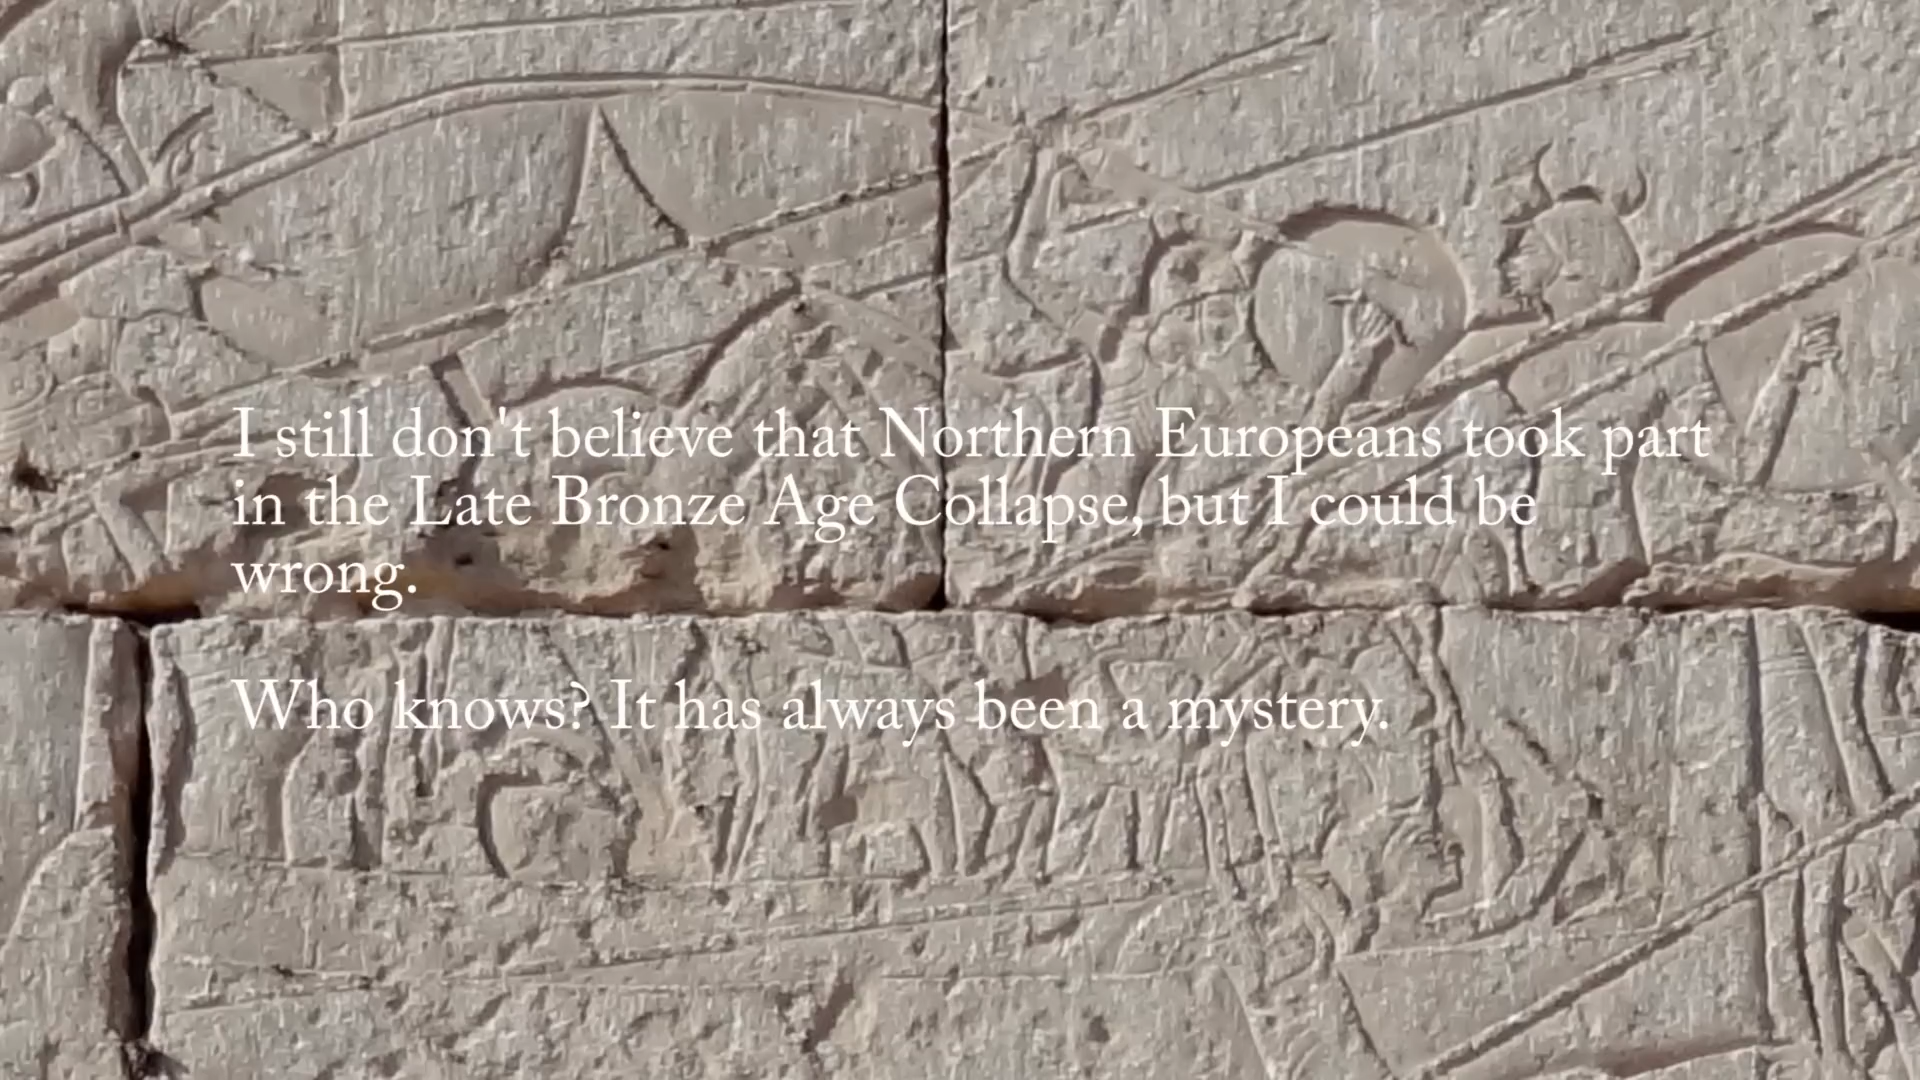 I still don't believe that Northern Europeans took part
in the Late Bronze Age Collapse, but I could be
wrong.
Who knows? It has always been a mystery.